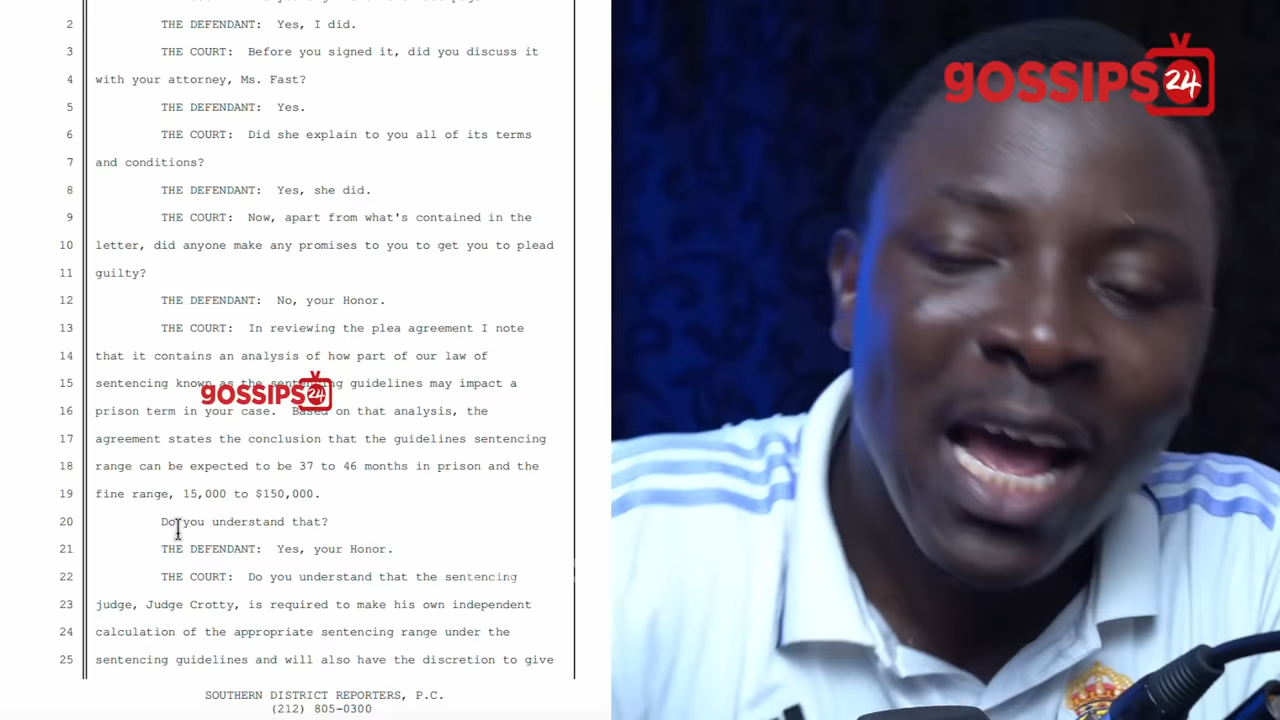 2 THE DEFENDANT: Yes, I did.
3 THE COURT: Before you signed it, did you discuss it
4 with your attorney, Ms. Fast?
5 THE DEFENDANT: Yes.
6 THE COURT: Did she explain to you all of its terms
7 and conditions?
8 THE DEFENDANT: Yes, she did.
9 THE COURT: Now, apart from what's contained in the
10 letter, did anyone make any promises to you to get you to plead
11 guilty?
12 THE DEFENDANT: No, your Honor.
13 THE COURT: In reviewing the plea agreement I note
14 that it contains an analysis of how part of our law of
15 sentencing known as the sentencing guidelines may impact a
16 prison term in your case. Based on that analysis, the
17 agreement states the conclusion that the guidelines sentencing
18 range can be expected to be 37 to 46 months in prison and the
19 fine range, 15,000 to $150,000.
20 Do you understand that?
21 THE DEFENDANT: Yes, your Honor.
22 THE COURT: Do you understand that the sentencing
23 judge, Judge Crotty, is required to make his own independent
24 calculation of the appropriate sentencing range under the
25 sentencing guidelines and will also have the discretion to give
SOUTHERN DISTRICT REPORTERS, P.C.
(212) 805-0300
gOSSIPS 24
gOSSIPS 24